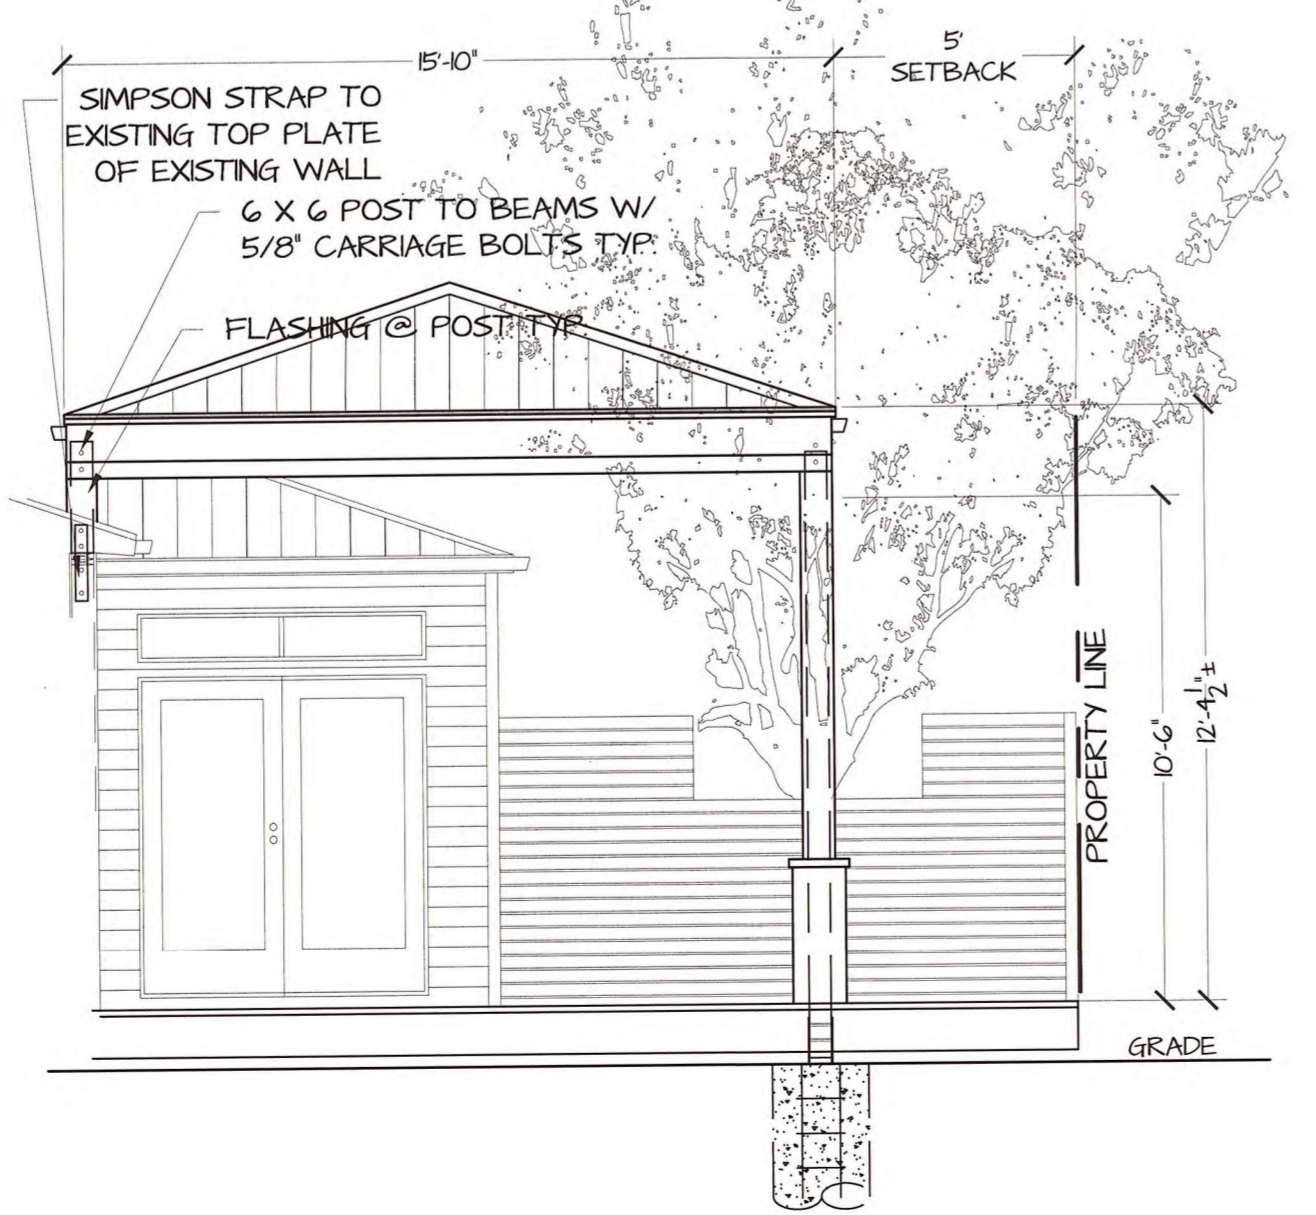 15'-10"
5'
SETBACK
SIMPSON STRAP TO
EXISTING TOP PLATE
OF EXISTING WALL
6 X 6 POST TO BEAMS W/
5/8" CARRIAGE BOLTS TYP.
FLASHING @ POST TYP.
PROPERTY LINE
10'-6"
12'-4 1/2" ±
GRADE